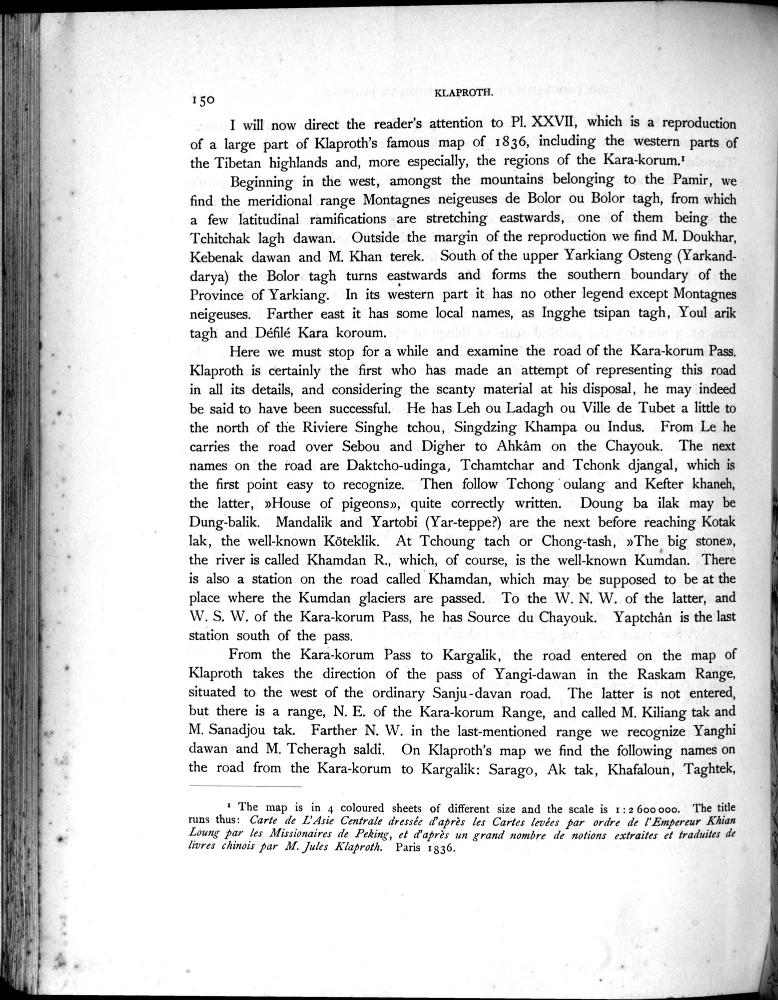 150
KLAPROTH.
I will now direct the reader's attention to Pl. XXVII, which is a reproduction
of a large part of Klaproth's famous map of 1836, including the western parts of
the Tibetan highlands and, more especially, the regions of the Kara-korum.¹
Beginning in the west, amongst the mountains belonging to the Pamir, we
find the meridional range Montagnes neigeuses de Bolor ou Bolor tagh, from which
a few latitudinal ramifications are stretching eastwards, one of them being the
Tchitchak lagh dawan. Outside the margin of the reproduction we find M. Doukhar,
Kebenak dawan and M. Khan terek. South of the upper Yarkiang Osteng (Yarkand-
darya) the Bolor tagh turns eastwards and forms the southern boundary of the
Province of Yarkiang. In its western part it has no other legend except Montagnes
neigeuses. Farther east it has some local names, as Ingghe tsipan tagh, Youl arik
tagh and Défilé Kara koroum.
Here we must stop for a while and examine the road of the Kara-korum Pass.
Klaproth is certainly the first who has made an attempt of representing this road
in all its details, and considering the scanty material at his disposal, he may indeed
be said to have been successful. He has Leh ou Ladagh ou Ville de Tubet a little to
the north of the Riviere Singhe tchou, Singdzing Khampa ou Indus. From Le he
carries the road over Sebou and Digher to Ahkâm on the Chayouk. The next
names on the road are Daktcho-udinga, Tchamtchar and Tchonk djangal, which is
the first point easy to recognize. Then follow Tchong oulang and Kefter khaneh,
the latter, »House of pigeons», quite correctly written. Doung ba ilak may be
Dung-balik. Mandalik and Yartobi (Yar-teppe?) are the next before reaching Kotak
lak, the well-known Köteklik. At Tchoung tach or Chong-tash, »The big stone»,
the river is called Khamdan R., which, of course, is the well-known Kumdan. There
is also a station on the road called Khamdan, which may be supposed to be at the
place where the Kumdan glaciers are passed. To the W. N. W. of the latter, and
W. S. W. of the Kara-korum Pass, he has Source du Chayouk. Yaptchân is the last
station south of the pass.
From the Kara-korum Pass to Kargalik, the road entered on the map of
Klaproth takes the direction of the pass of Yangi-dawan in the Raskam Range,
situated to the west of the ordinary Sanju-davan road. The latter is not entered,
but there is a range, N. E. of the Kara-korum Range, and called M. Kiliang tak and
M. Sanadjou tak. Farther N. W. in the last-mentioned range we recognize Yanghi
dawan and M. Tcheragh saldi. On Klaproth's map we find the following names on
the road from the Kara-korum to Kargalik: Sarago, Ak tak, Khafaloun, Taghtek,
¹ The map is in 4 coloured sheets of different size and the scale is 1:2 600 000. The title
runs thus: Carte de L'Asie Centrale dressée d'après les Cartes levées par ordre de l'Empereur Khian
Loung par les Missionaires de Peking, et d'après un grand nombre de notions extraites et traduites de
livres chinois par M. Jules Klaproth. Paris 1836.